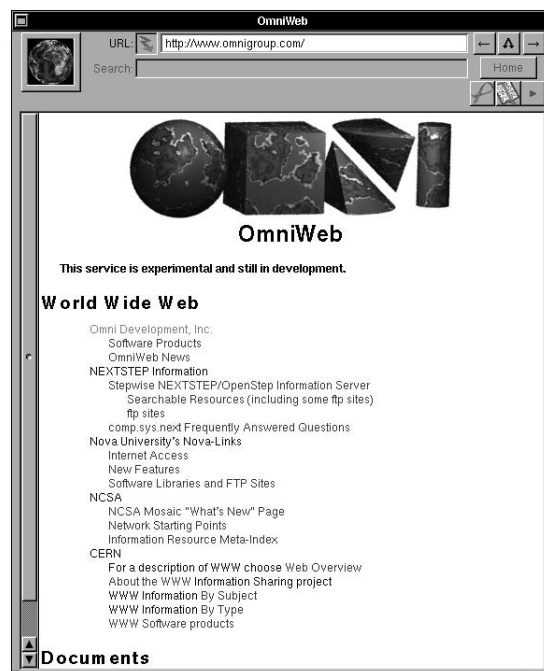 OmniWeb
URL: http://www.omnigroup.com/
Search:
Home
OMNI
OmniWeb
This service is experimental and still in development.
World Wide Web
Omni Development, Inc.
Software Products
OmniWeb News
NEXTSTEP Information
Stepwise NEXTSTEP/OpenStep Information Server
Searchable Resources (including some ftp sites)
ftp sites
comp.sys.next Frequently Answered Questions
Nova University's Nova-Links
Internet Access
New Features
Software Libraries and FTP Sites
NCSA
NCSA Mosaic "What's New" Page
Network Starting Points
Information Resource Meta-Index
CERN
For a description of WWW choose Web Overview
About the WWW Information Sharing project
WWW Information By Subject
WWW Information By Type
WWW Software products
Documents